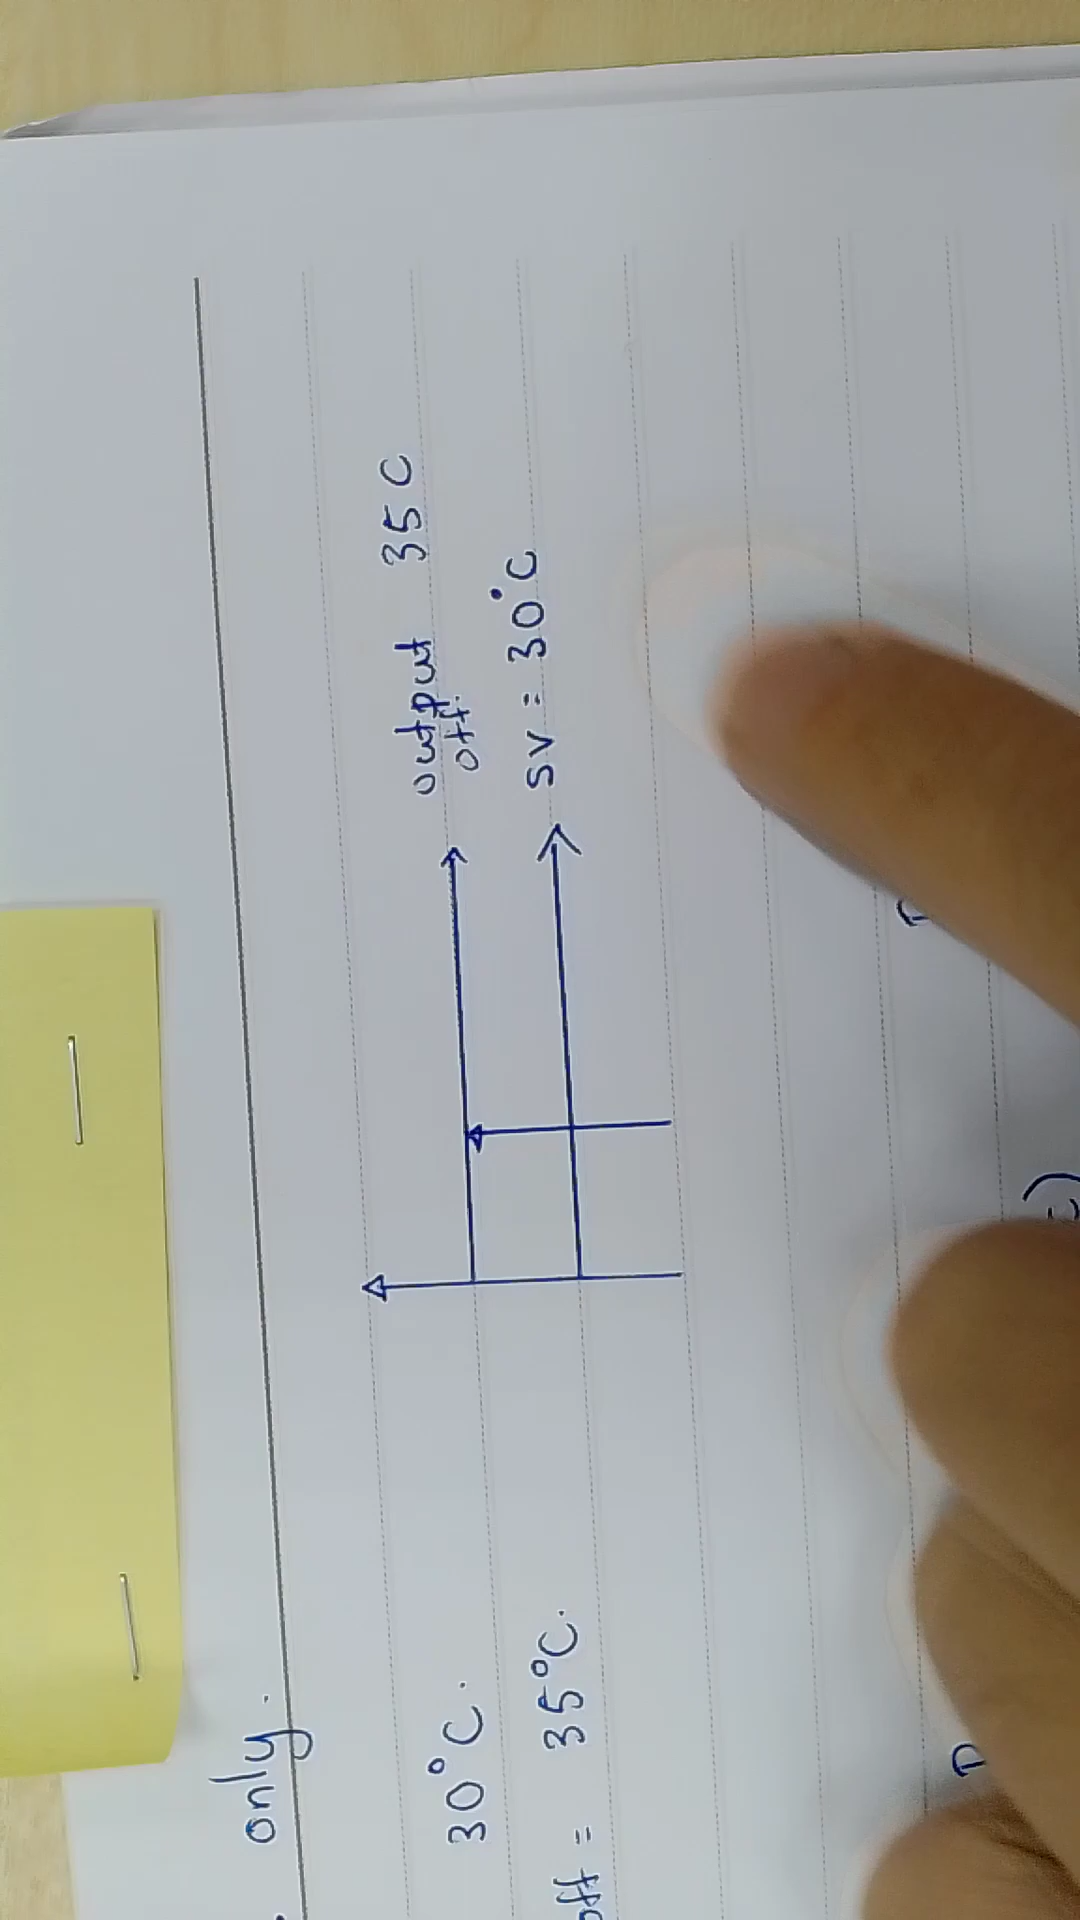 only.
30°C.
off = 35°C.
output 35 C
off.
SV = 30°C